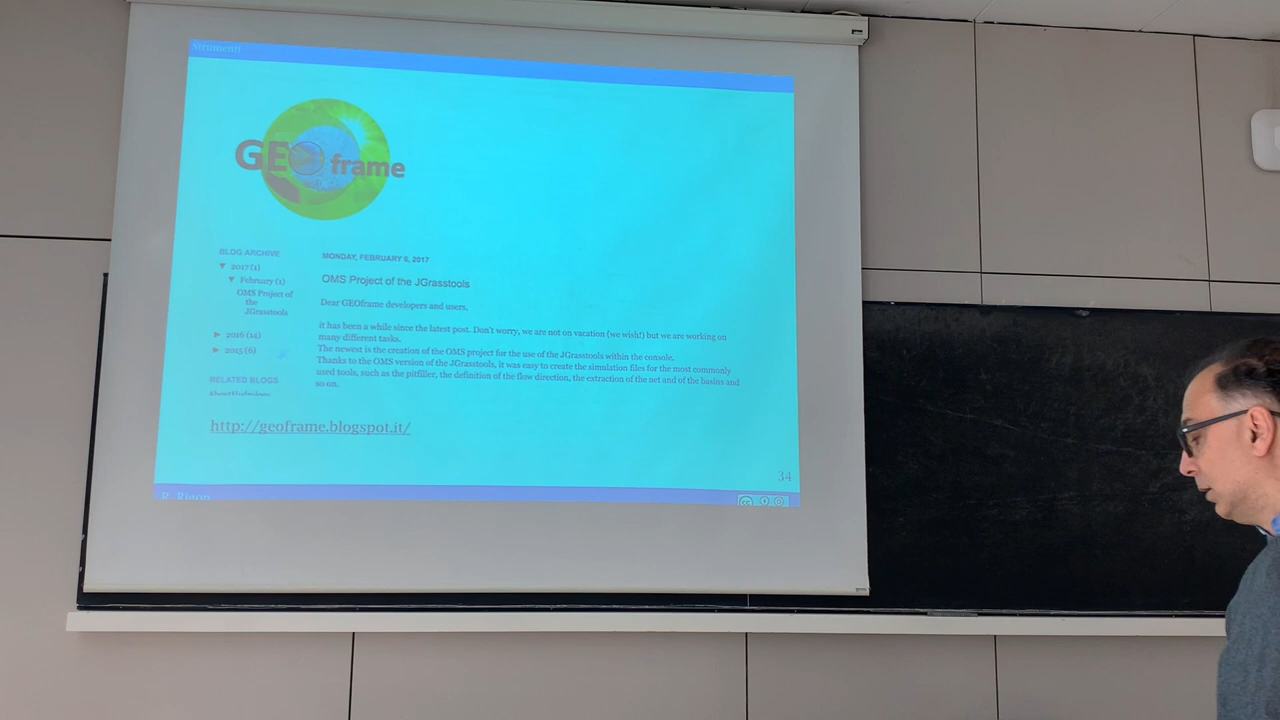 Strumenti
GEOframe
BLOG ARCHIVE
▼ 2017 (1)
▼ February (1)
OMS Project of
the
JGrasstools
► 2016 (14)
► 2015 (6)
RELATED BLOGS
MONDAY, FEBRUARY 6, 2017
OMS Project of the JGrasstools
Dear GEOframe developers and users,
it has been a while since the latest post. Don't worry, we are not on vacation (we wish!) but we are working on
many different tasks.
The newest is the creation of the OMS project for the use of the JGrasstools within the console.
Thanks to the OMS version of the JGrasstools, it was easy to create the simulation files for the most commonly
used tools, such as the pitfiller, the definition of the flow direction, the extraction of the net and of the basins and
so on.
http://geoframe.blogspot.it/
34
R. Rigon
cc